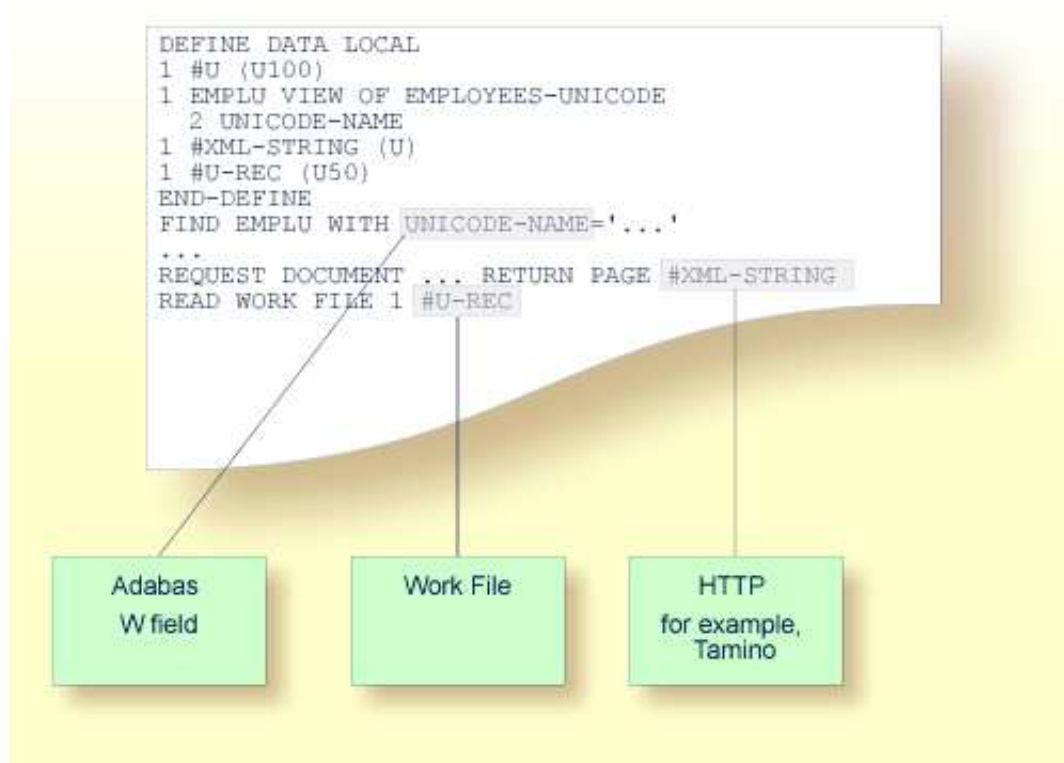 DEFINE DATA LOCAL
1 #U (U100)
1 EMPLU VIEW OF EMPLOYEES-UNICODE
2 UNICODE-NAME
1 #XML-STRING (U)
1 #U-REC (U50)
END-DEFINE
FIND EMPLU WITH UNICODE-NAME='...'
...
REQUEST DOCUMENT ... RETURN PAGE #XML-STRING
READ WORK FILE 1 #U-REC
Adabas
W field
Work File
HTTP
for example,
Tamino